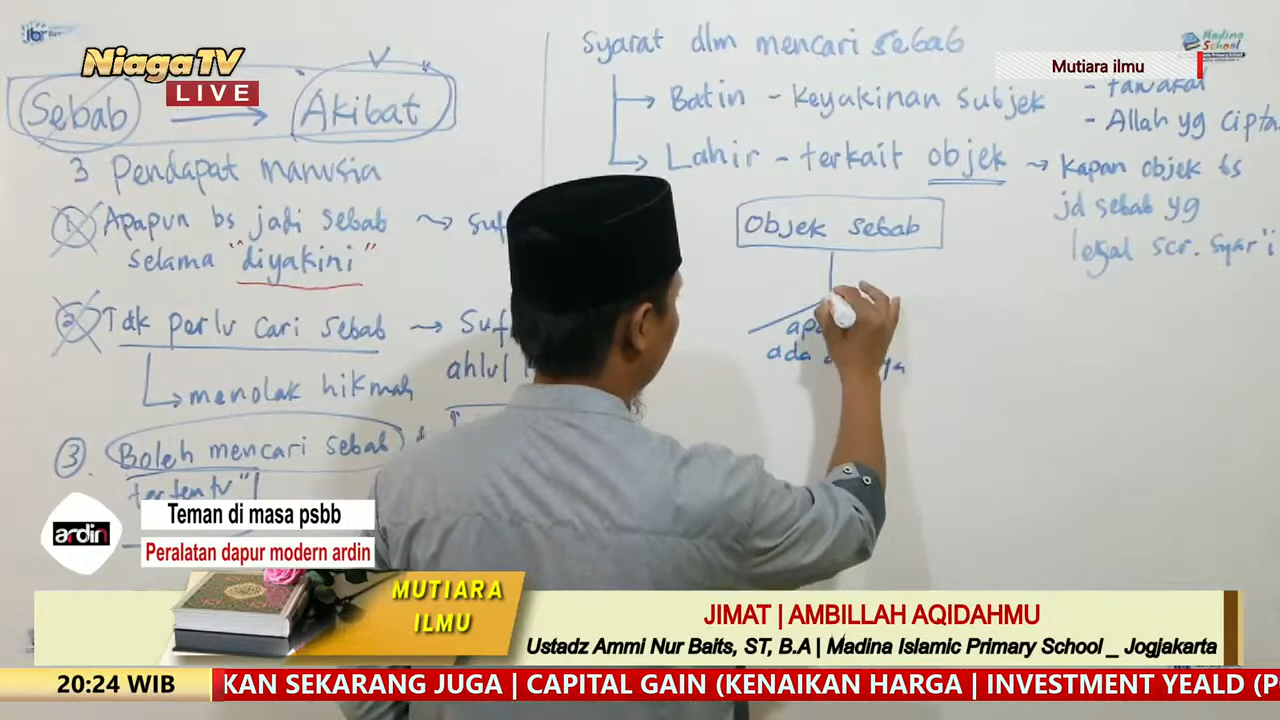 jbr
NiagaTV
LIVE
Sebab → Akibat
3 Pendapat manusia
1 Apapun bs jadi sebab
selama "diyakini"
2 Tdk perlu cari sebab
ahlul
menolak hikmah
3. Boleh mencari sebab
tertentu"
Syarat dlm mencari sebab
Batin - Keyakinan Subjek
- tawakal
- Allah yg cipta
Lahir - terkait objek
Kapan objek bs
jd sebab yg
legal scr. syar'i
Objek sebab
ada
Madina
School
Mutiara ilmu
ardin
Teman di masa psbb
Peralatan dapur modern ardin
MUTIARA
ILMU
JIMAT | AMBILLAH AQIDAHMU
Ustadz Ammi Nur Baits, ST, B.A | Madina Islamic Primary School _ Jogjakarta
20:24 WIB
KAN SEKARANG JUGA | CAPITAL GAIN (KENAIKAN HARGA | INVESTMENT YEALD (P